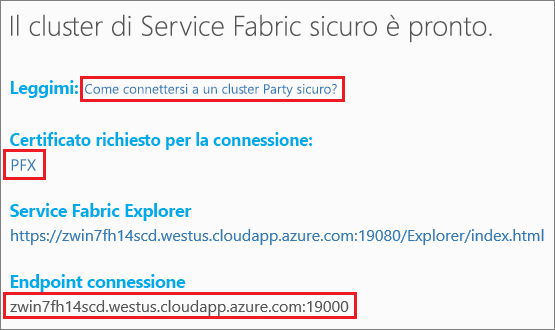 Il cluster di Service Fabric sicuro è pronto.
Leggimi: Come connettersi a un cluster Party sicuro?
Certificato richiesto per la connessione:
PFX
Service Fabric Explorer
https://zwin7fh14scd.westus.cloudapp.azure.com:19080/Explorer/index.html
Endpoint connessione
zwin7fh14scd.westus.cloudapp.azure.com:19000